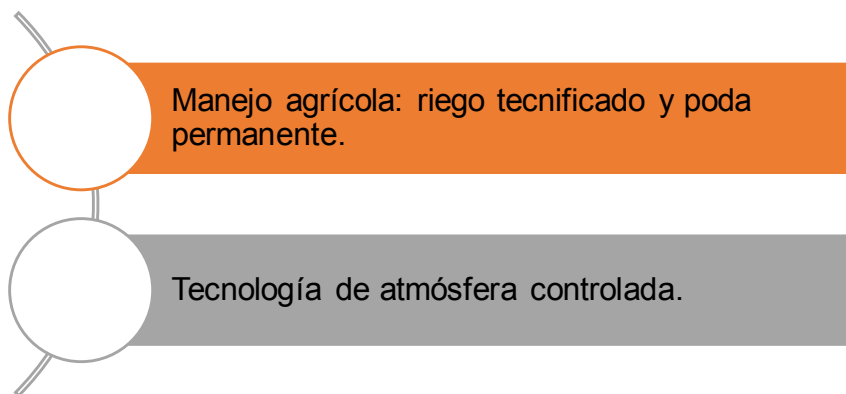 Manejo agrícola: riego tecnificado y poda
permanente.
Tecnología de atmósfera controlada.